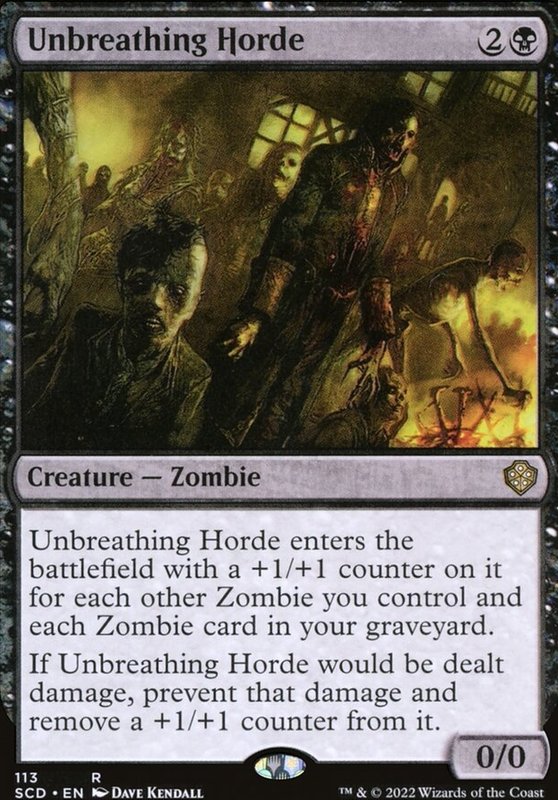 Unbreathing Horde 2
Creature — Zombie
Unbreathing Horde enters the
battlefield with a +1/+1 counter on it
for each other Zombie you control and
each Zombie card in your graveyard.
If Unbreathing Horde would be dealt
damage, prevent that damage and
remove a +1/+1 counter from it.
0/0
113 R
SCD • EN DAVE KENDALL
™ & © 2022 Wizards of the Coast